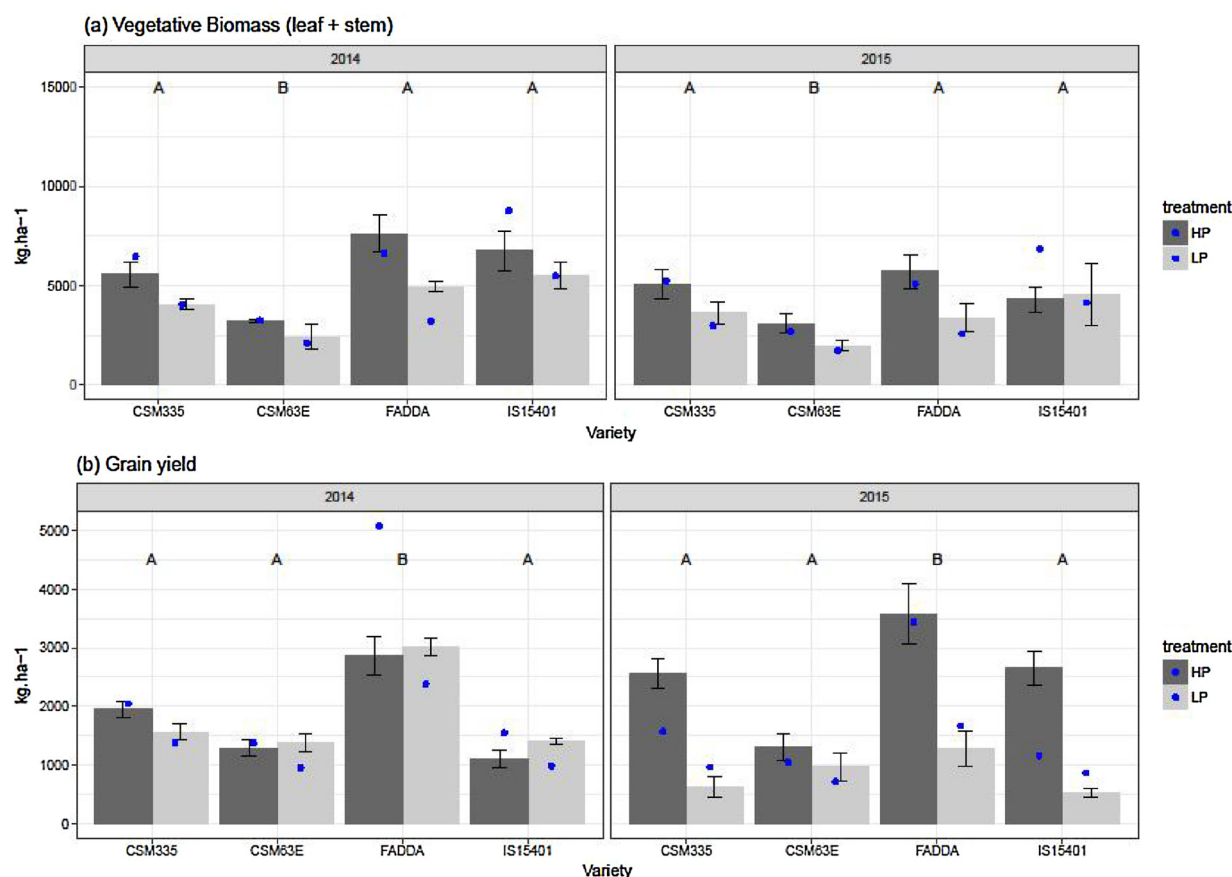 (a) Vegetative Biomass (leaf + stem)
2014
2015
15000
10000
5000
0
kg.ha−1
A
B
A
A
A
B
A
A
CSM335
CSM63E
FADDA
IS15401
CSM335
CSM63E
FADDA
IS15401
Variety
treatment
HP
LP
(b) Grain yield
2014
2015
5000
4000
3000
2000
1000
0
kg.ha−1
A
A
B
A
A
A
B
A
CSM335
CSM63E
FADDA
IS15401
CSM335
CSM63E
FADDA
IS15401
Variety
treatment
HP
LP